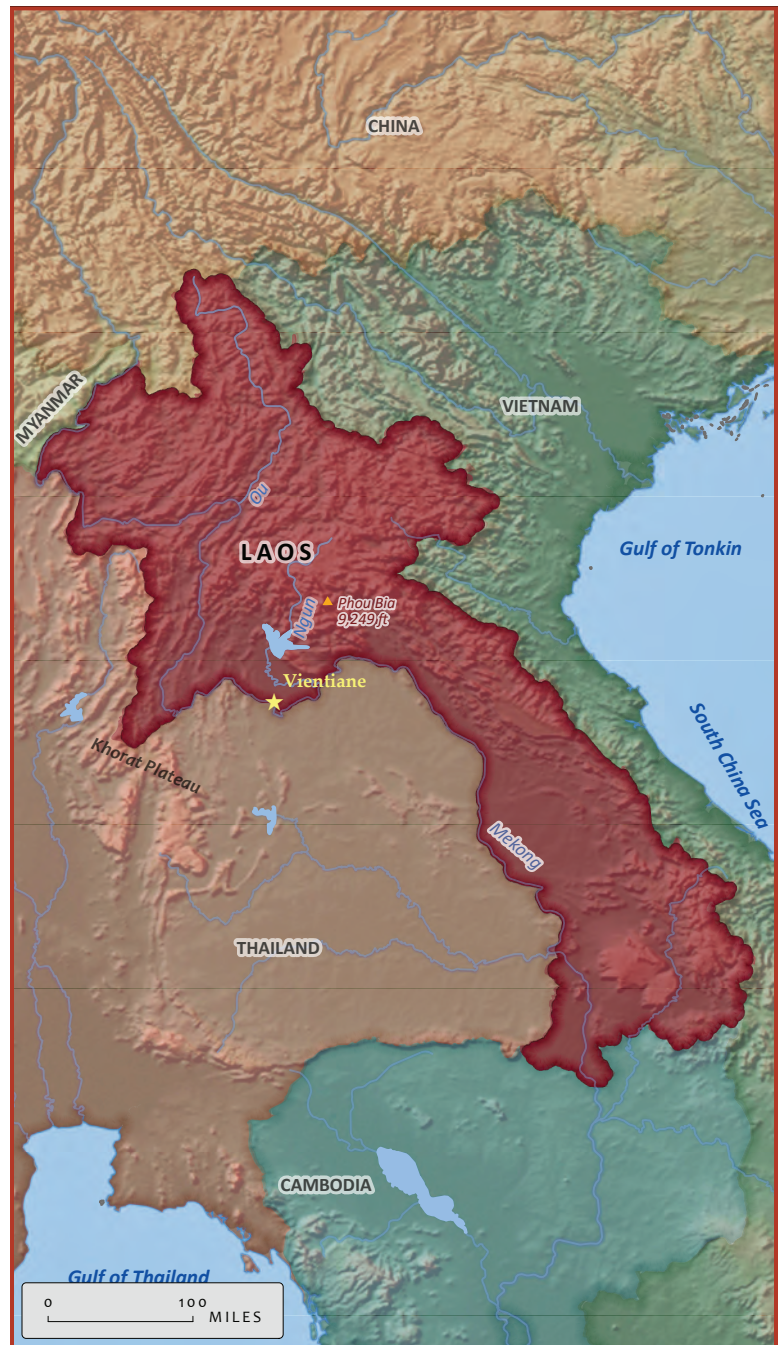 CHINA
MYANMAR
VIETNAM
Ou
LAOS
Gulf of Tonkin
Phou Bia
9,249 ft
Ngun
Vientiane
Khorat Plateau
South China Sea
Mekong
THAILAND
CAMBODIA
Gulf of Thailand
0 100
MILES